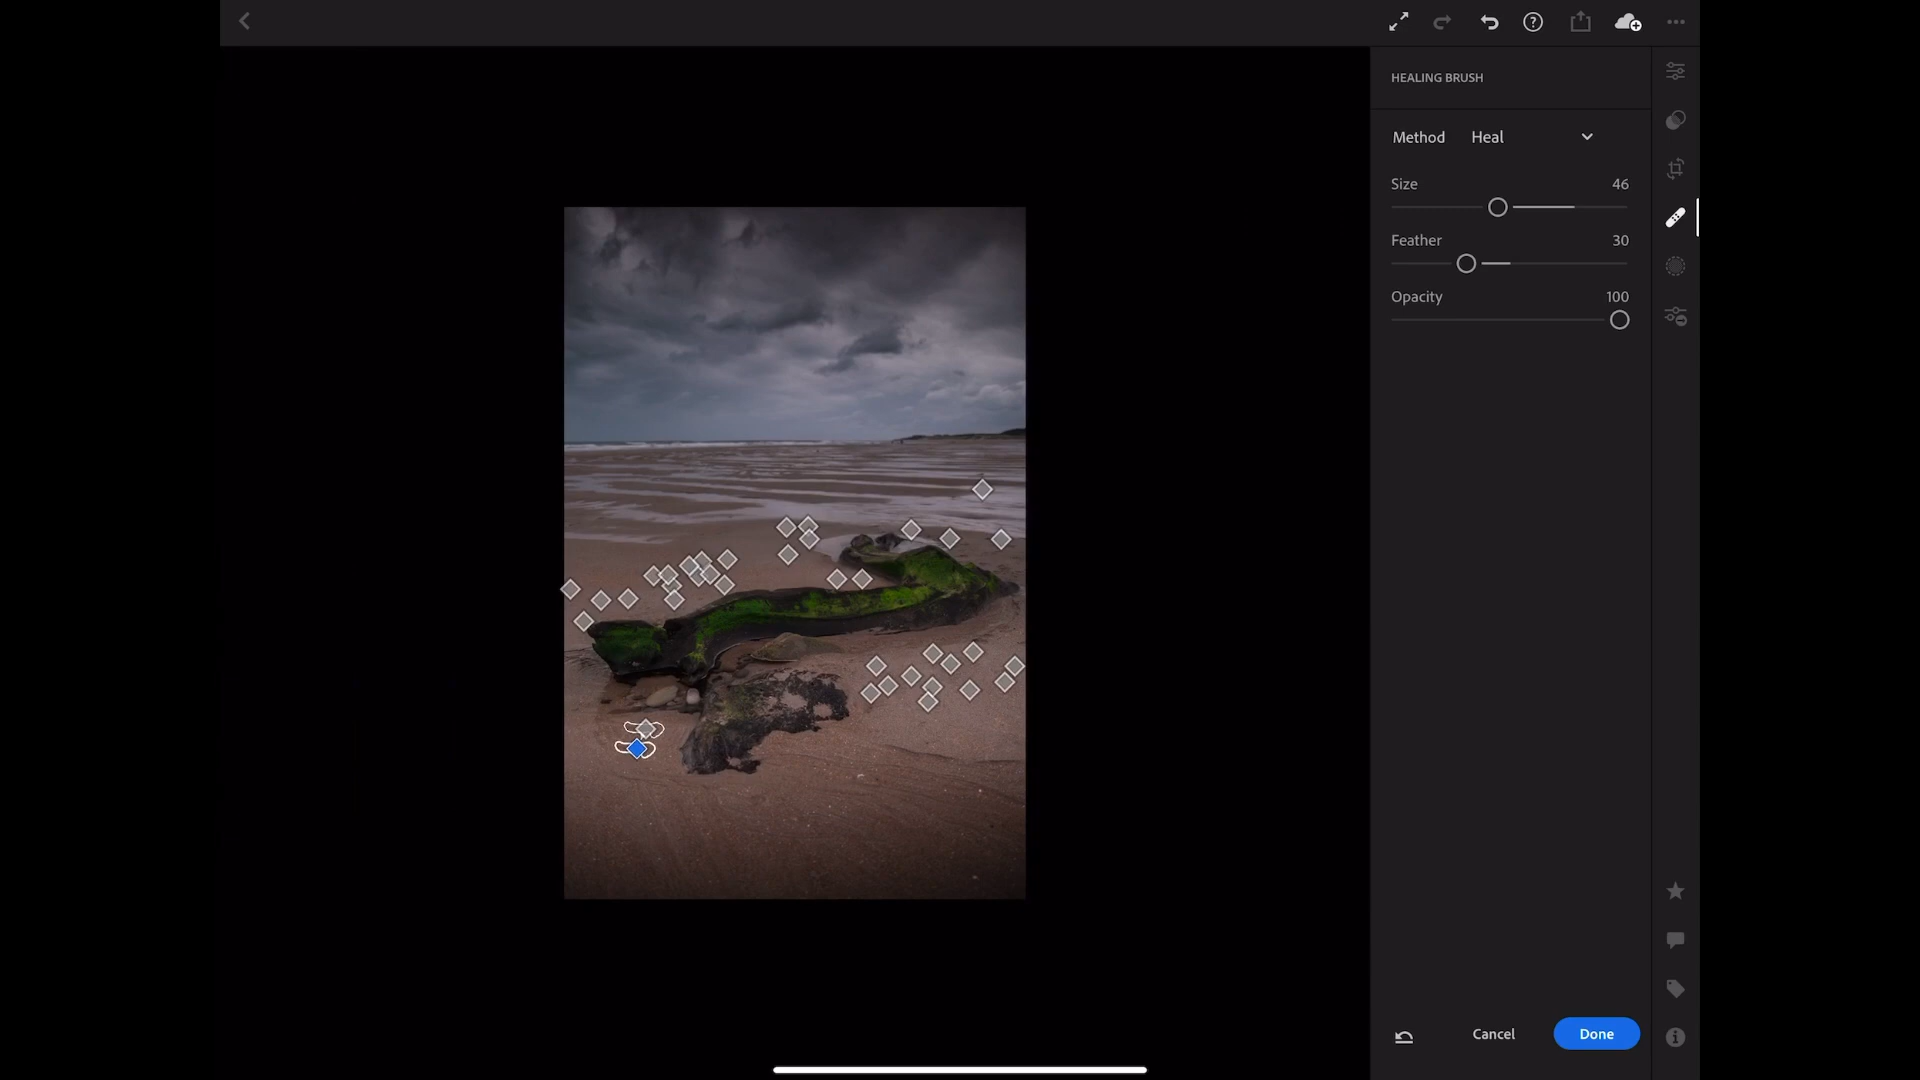 HEALING BRUSH
Method Heal
Size 46
Feather 30
Opacity 100
Cancel Done